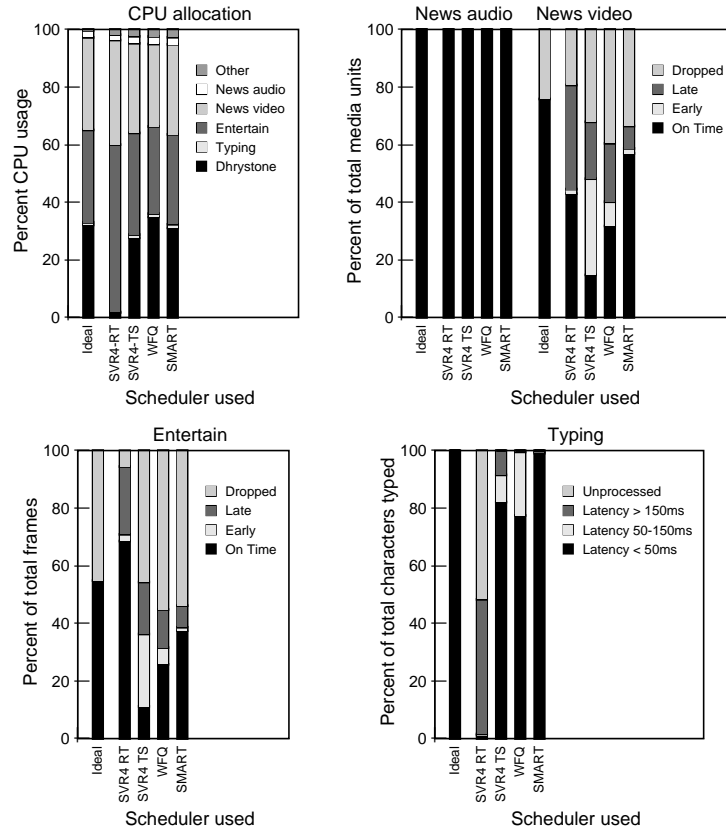 CPU allocation
Percent CPU usage
100
80
60
40
20
0
Other
News audio
News video
Entertain
Typing
Dhrystone
Ideal
SVR4-RT
SVR4-TS
WFQ
SMART
Scheduler used
News audio
News video
Percent of total media units
100
80
60
40
20
0
Dropped
Late
Early
On Time
Ideal
SVR4 RT
SVR4 TS
WFQ
SMART
Ideal
SVR4 RT
SVR4 TS
WFQ
SMART
Scheduler used
Entertain
Percent of total frames
100
80
60
40
20
0
Dropped
Late
Early
On Time
Ideal
SVR4 RT
SVR4 TS
WFQ
SMART
Scheduler used
Typing
Percent of total characters typed
100
80
60
40
20
0
Unprocessed
Latency > 150ms
Latency 50-150ms
Latency < 50ms
Ideal
SVR4 RT
SVR4 TS
WFQ
SMART
Scheduler used